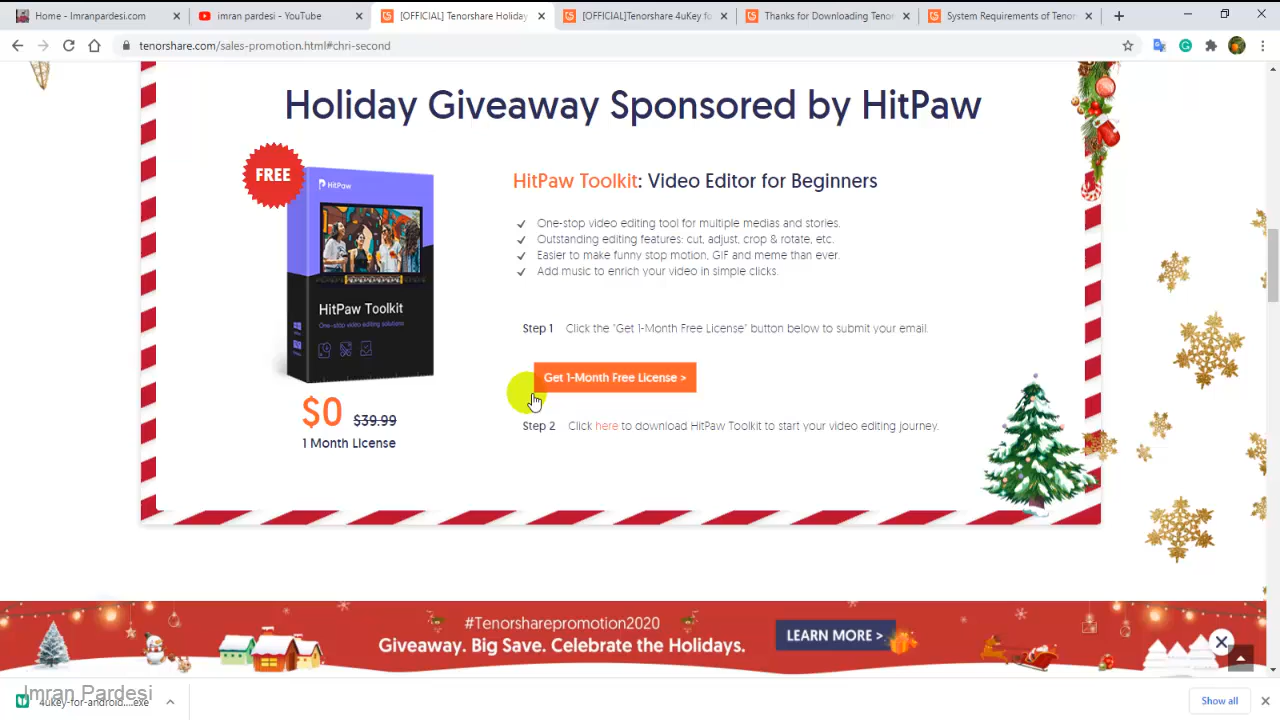 Home - Imranpardesi.com
imran pardesi - YouTube
[OFFICIAL] Tenorshare Holiday
[OFFICIAL]Tenorshare 4uKey fo
Thanks for Downloading Tenor
System Requirements of Tenor
tenorshare.com/sales-promotion.html#chri-second
Holiday Giveaway Sponsored by HitPaw
FREE
HitPaw
HitPaw Toolkit
One-stop video editing solutions
$0 $39.99
1 Month License
HitPaw Toolkit: Video Editor for Beginners
One-stop video editing tool for multiple medias and stories.
Outstanding editing features: cut, adjust, crop & rotate, etc.
Easier to make funny stop motion, GIF and meme than ever.
Add music to enrich your video in simple clicks.
Step 1 Click the "Get 1-Month Free License" button below to submit your email.
Get 1-Month Free License >
Step 2 Click here to download HitPaw Toolkit to start your video editing journey.
#Tenorsharepromotion2020
Giveaway. Big Save. Celebrate the Holidays.
LEARN MORE >
Imran Pardesi
4ukey-for-android....exe
Show all